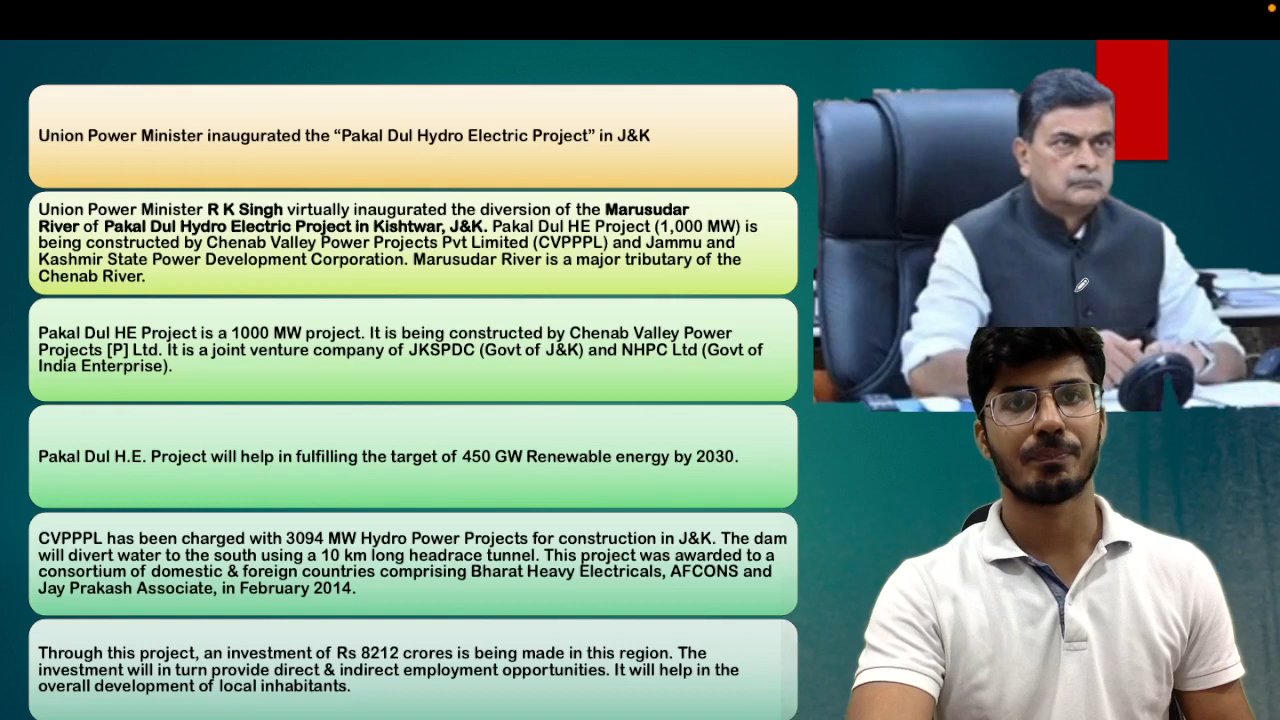 Union Power Minister inaugurated the “Pakal Dul Hydro Electric Project” in J&K
Union Power Minister R K Singh virtually inaugurated the diversion of the Marusudar
River of Pakal Dul Hydro Electric Project in Kishtwar, J&K. Pakal Dul HE Project (1,000 MW) is
being constructed by Chenab Valley Power Projects Pvt Limited (CVPPPL) and Jammu and
Kashmir State Power Development Corporation. Marusudar River is a major tributary of the
Chenab River.
Pakal Dul HE Project is a 1000 MW project. It is being constructed by Chenab Valley Power
Projects [P] Ltd. It is a joint venture company of JKSPDC (Govt of J&K) and NHPC Ltd (Govt of
India Enterprise).
Pakal Dul H.E. Project will help in fulfilling the target of 450 GW Renewable energy by 2030.
CVPPPL has been charged with 3094 MW Hydro Power Projects for construction in J&K. The dam
will divert water to the south using a 10 km long headrace tunnel. This project was awarded to a
consortium of domestic & foreign countries comprising Bharat Heavy Electricals, AFCONS and
Jay Prakash Associate, in February 2014.
Through this project, an investment of Rs 8212 crores is being made in this region. The
investment will in turn provide direct & indirect employment opportunities. It will help in the
overall development of local inhabitants.